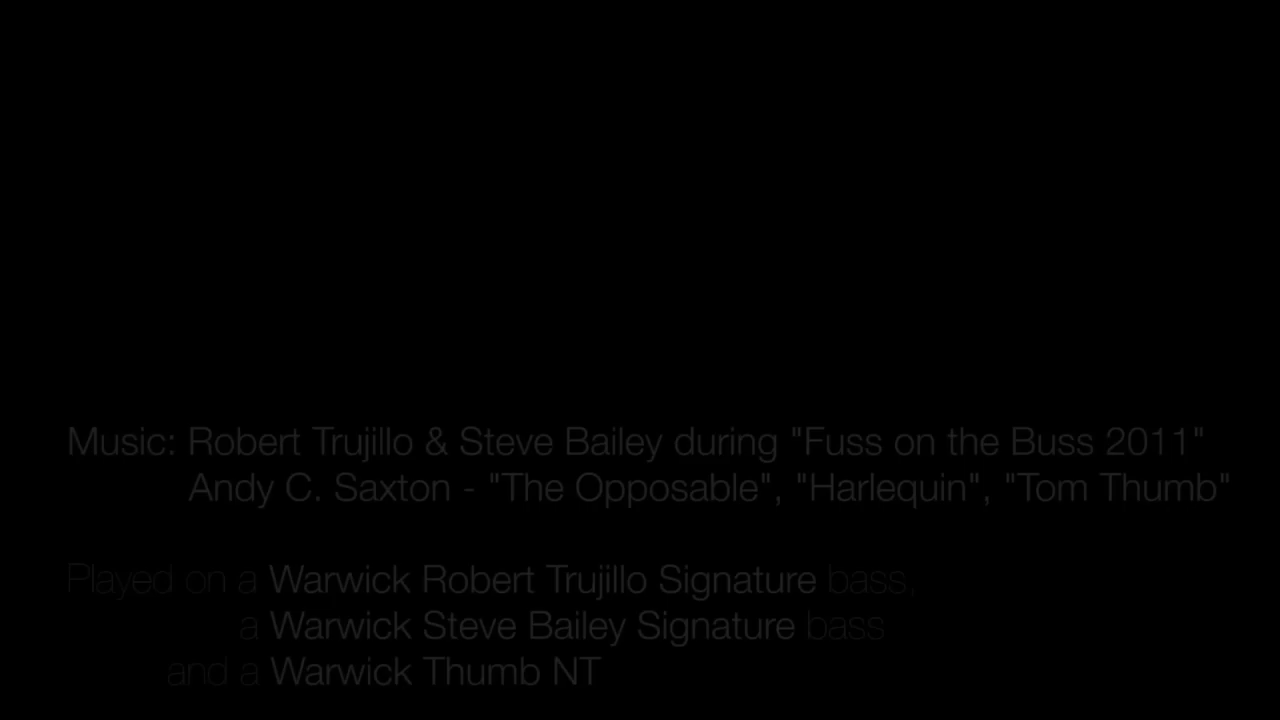 Music: Robert Trujillo & Steve Bailey during "Fuss on the Buss 2011"
Andy C. Saxton - "The Opposable", "Harlequin", "Tom Thumb"
Played on a Warwick Robert Trujillo Signature bass,
a Warwick Steve Bailey Signature bass
and a Warwick Thumb NT